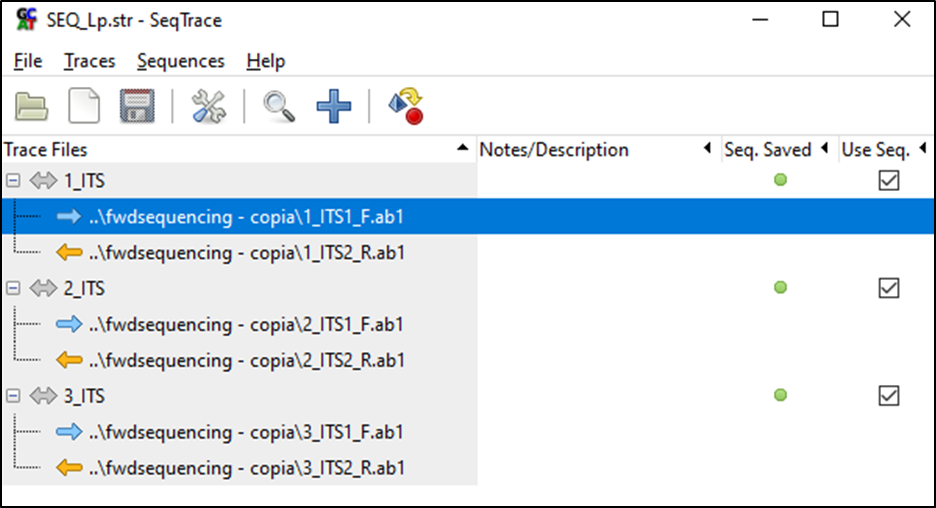 SEQ_Lp.str - SeqTrace
File Traces Sequences Help
Trace Files Notes/Description Seq. Saved Use Seq.
1_ITS
..\fwdsequencing - copia\1_ITS1_F.ab1
..\fwdsequencing - copia\1_ITS2_R.ab1
2_ITS
..\fwdsequencing - copia\2_ITS1_F.ab1
..\fwdsequencing - copia\2_ITS2_R.ab1
3_ITS
..\fwdsequencing - copia\3_ITS1_F.ab1
..\fwdsequencing - copia\3_ITS2_R.ab1